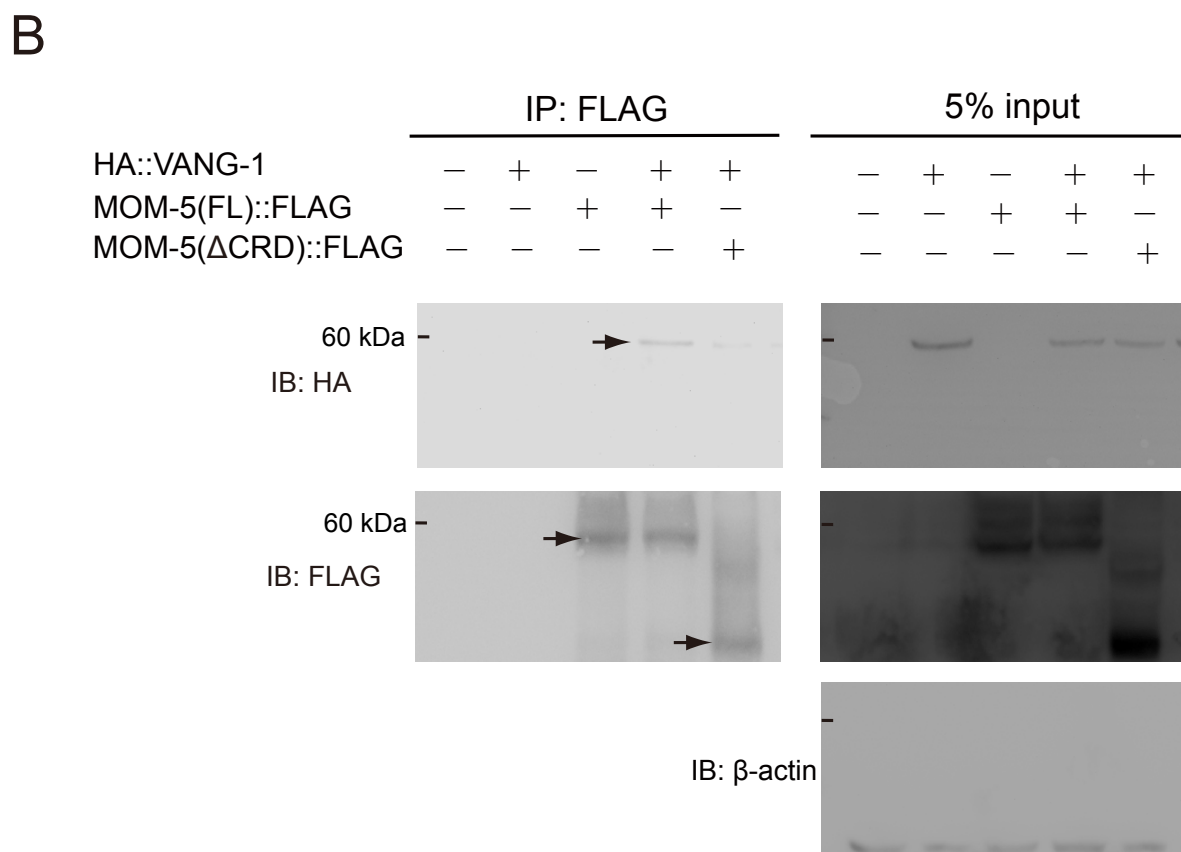 B
IP: FLAG 5% input
HA::VANG-1 − + − + + − + − + +
MOM-5(FL)::FLAG − − + + − − − + + −
MOM-5(ΔCRD)::FLAG − − − − + − − − − +
60 kDa
IB: HA
60 kDa
IB: FLAG
IB: β-actin